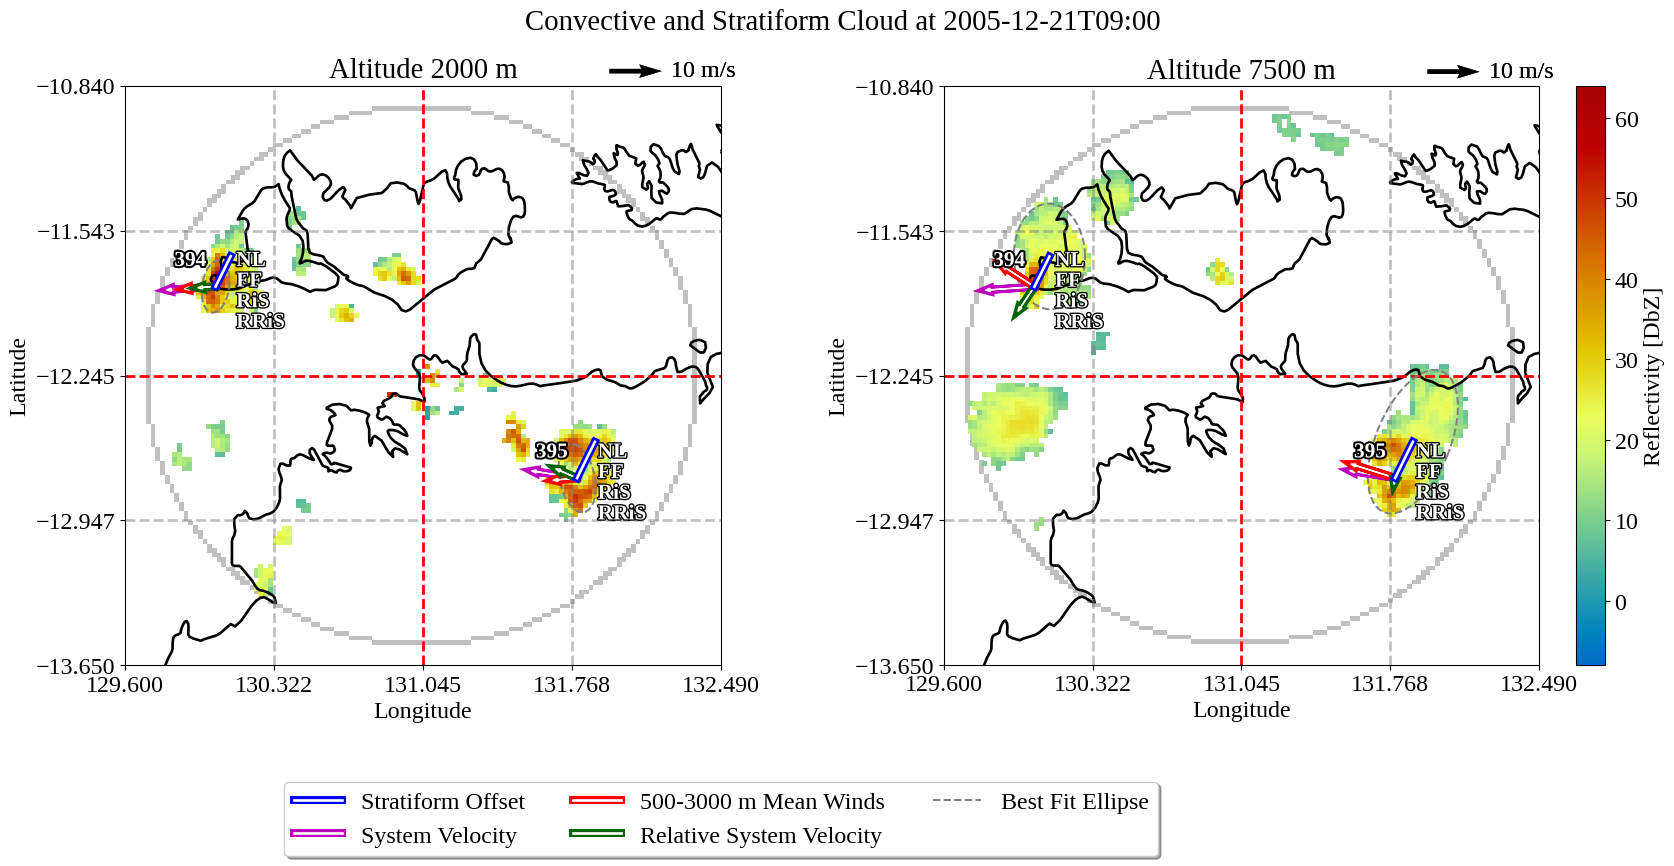 Convective and Stratiform Cloud at 2005-12-21T09:00
Altitude 2000 m
10 m/s
−10.840
−11.543
−12.245
−12.947
−13.650
129.600
130.322
131.045
131.768
132.490
Longitude
Latitude
394
NL
FF
RiS
RRiS
395
NL
FF
RiS
RRiS
Altitude 7500 m
10 m/s
−10.840
−11.543
−12.245
−12.947
−13.650
129.600
130.322
131.045
131.768
132.490
Longitude
Latitude
394
NL
FF
RiS
RRiS
395
NL
FF
RiS
RRiS
60
50
40
30
20
10
0
Reflectivity [DbZ]
Stratiform Offset
System Velocity
500-3000 m Mean Winds
Relative System Velocity
Best Fit Ellipse